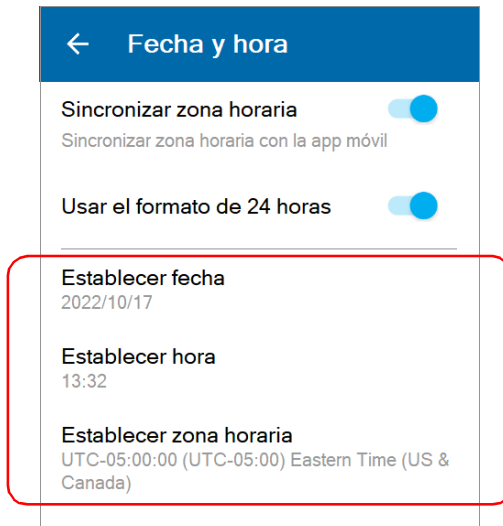 Fecha y hora
Sincronizar zona horaria
Sincronizar zona horaria con la app móvil
Usar el formato de 24 horas
Establecer fecha
2022/10/17
Establecer hora
13:32
Establecer zona horaria
UTC-05:00:00 (UTC-05:00) Eastern Time (US &
Canada)